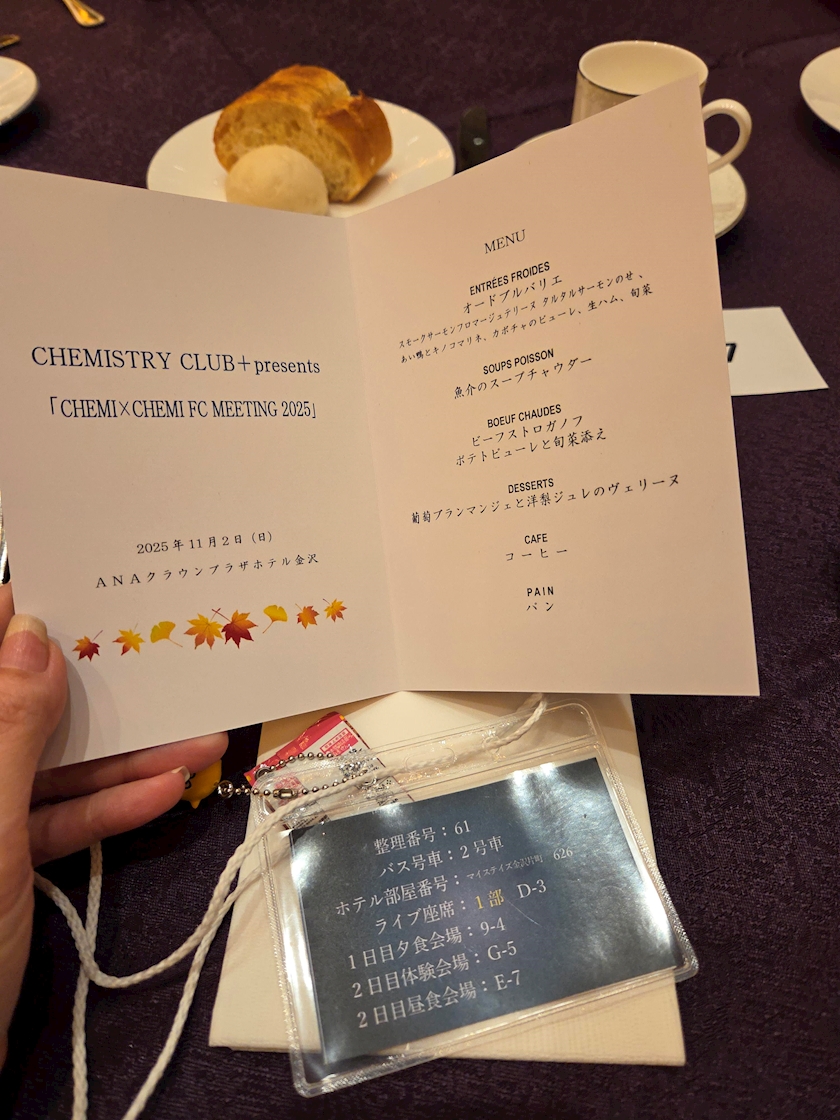 CHEMISTRY CLUB+presents
「CHEMI×CHEMI FC MEETING 2025」
2025年11月2日（日）
ANAクラウンプラザホテル金沢
MENU
ENTRÉES FROIDES
オードブルバリエ
スモークサーモンフロマージュテリーヌ タルタルサーモンのせ、
あい鴨とキノコマリネ、カボチャのピューレ、生ハム、旬菜
SOUPS POISSON
魚介のスープチャウダー
BOEUF CHAUDES
ビーフストロガノフ
ポテトピューレと旬菜添え
DESSERTS
葡萄ブランマンジェと洋梨ジュレのヴェリーヌ
CAFE
コーヒー
PAIN
パン
整理番号：61
バス号車：2号車
ホテル部屋番号：マイステイズ金沢片町 626
ライブ座席：1部 D-3
1日目夕食会場：9-4
2日目体験会場：G-5
2日目昼食会場：E-7